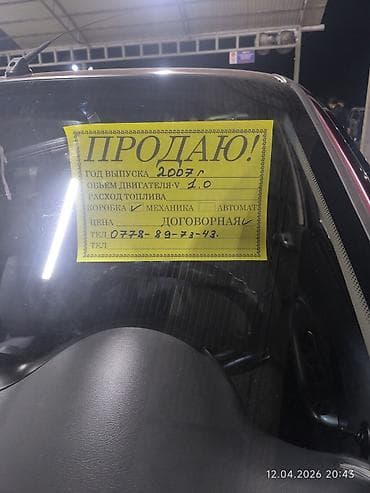 ПРОДАЮ!
ГОД ВЫПУСКА 2007 г
ОБЪЕМ ДВИГАТЕЛЯ-V 1.0
РАСХОД ТОПЛИВА
КОРОБКА ✓ МЕХАНИКА АВТОМАТ
ЦЕНА ДОГОВОРНАЯ ✓
ТЕЛ 0778-89-73-43.
ТЕЛ
12.04.2026 20:43